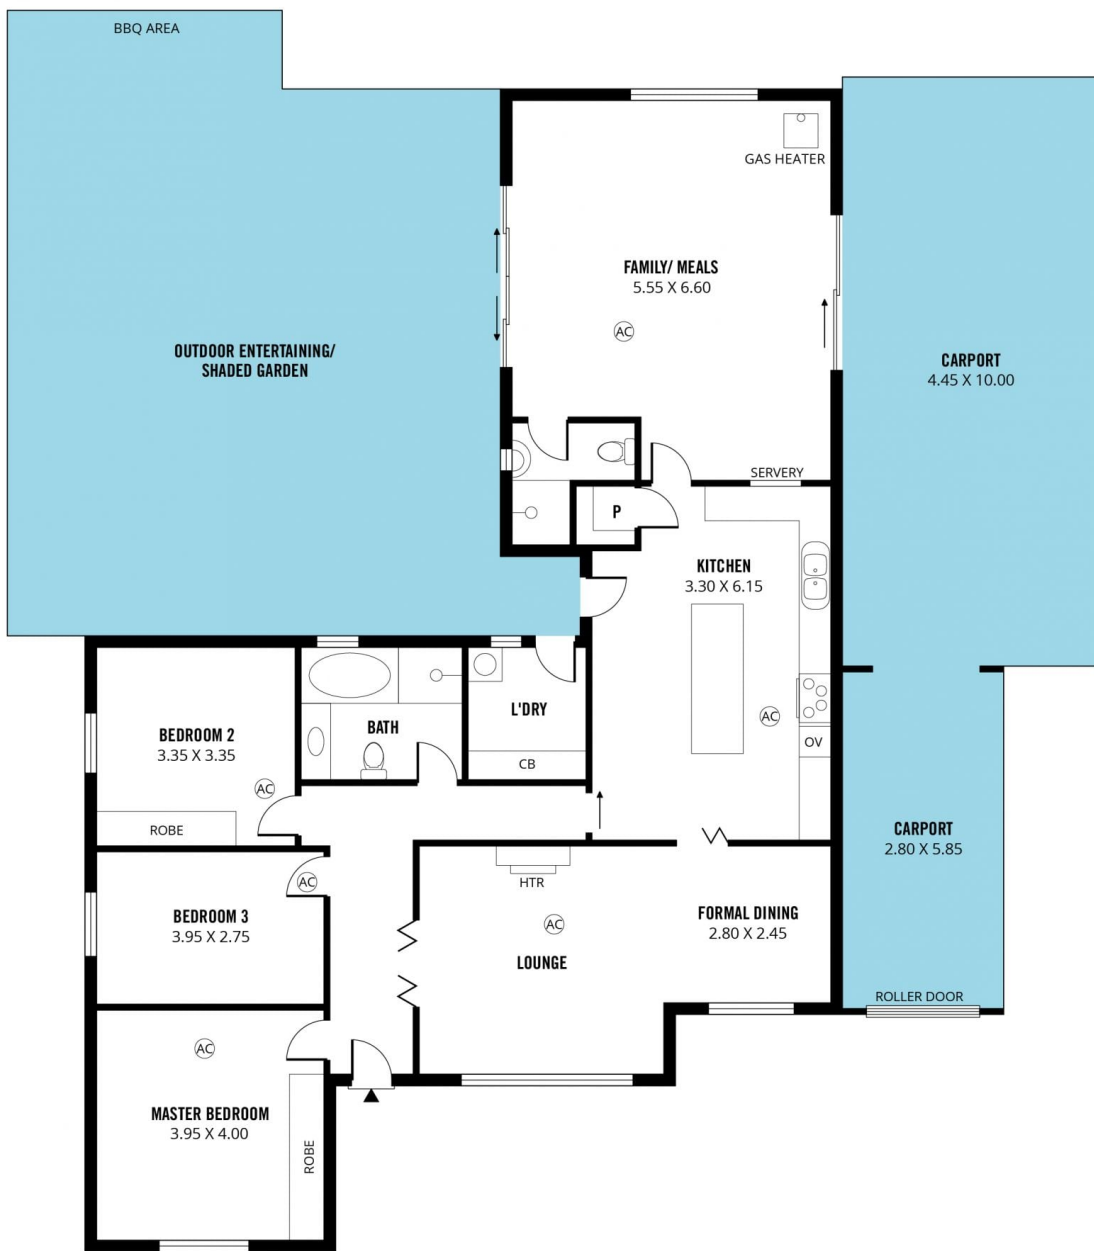 BBQ AREA
GAS HEATER
FAMILY/ MEALS
5.55 X 6.60
AC
OUTDOOR ENTERTAINING/
SHADED GARDEN
CARPORT
4.45 X 10.00
SERVERY
P
KITCHEN
3.30 X 6.15
AC
OV
L'DRY
CB
BATH
BEDROOM 2
3.35 X 3.35
AC
ROBE
CARPORT
2.80 X 5.85
ROLLER DOOR
HTR
AC
LOUNGE
FORMAL DINING
2.80 X 2.45
AC
BEDROOM 3
3.95 X 2.75
AC
MASTER BEDROOM
3.95 X 4.00
ROBE